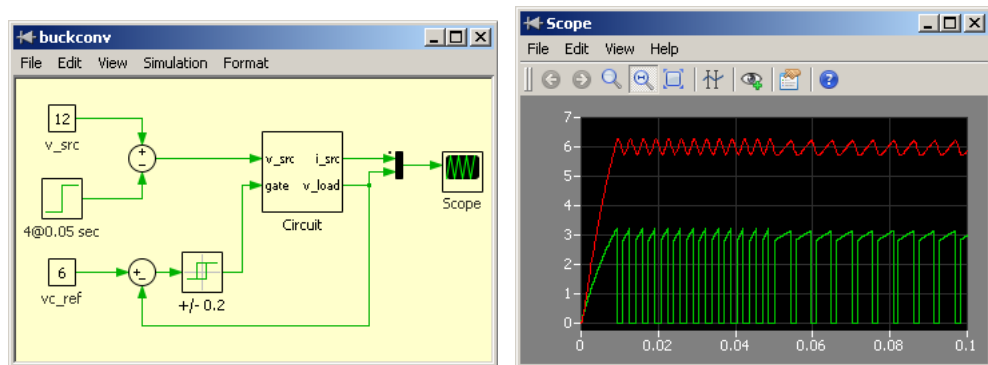 buckconv
File Edit View Simulation Format
12
v_src
4@0.05 sec
6
vc_ref
+/- 0.2
v_src i_src
gate v_load
Circuit
Scope
Scope
File Edit View Help
7
6
5
4
3
2
1
0
0 0.02 0.04 0.06 0.08 0.1